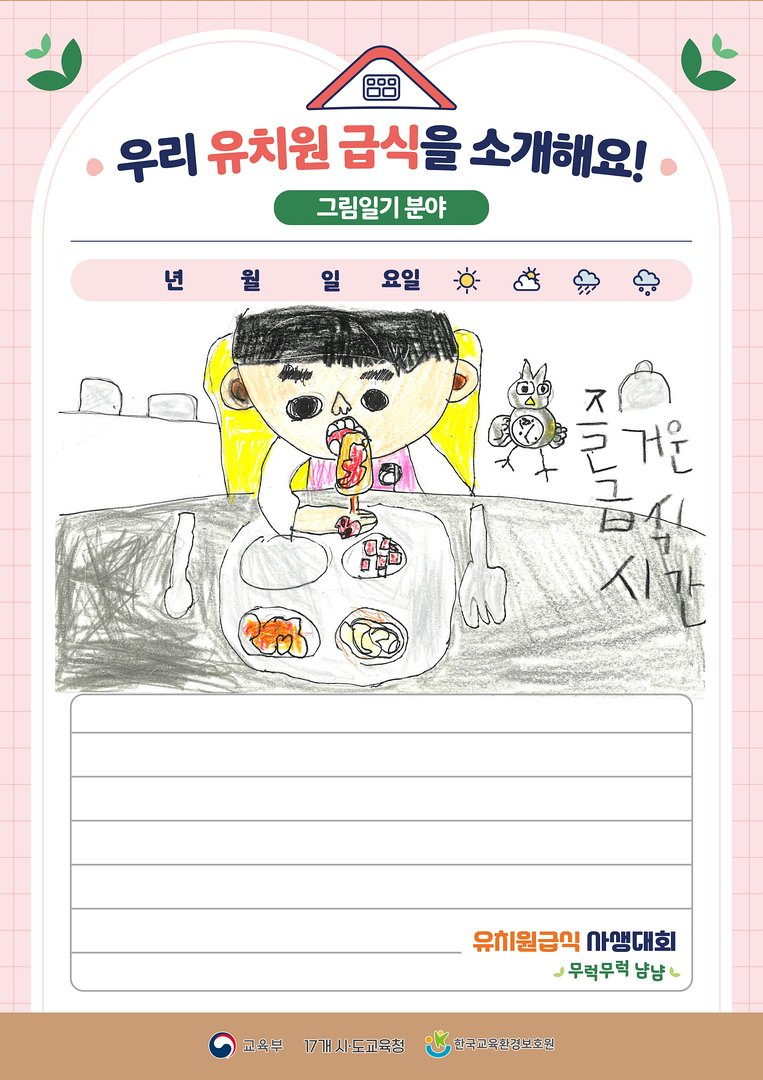 우리 유치원 급식을 소개해요!
그림일기 분야
년 월 일 요일
즐거운
급식
시간
유치원급식 사생대회
무럭무럭 냠냠
교육부 17개 시·도교육청 한국교육환경보호원